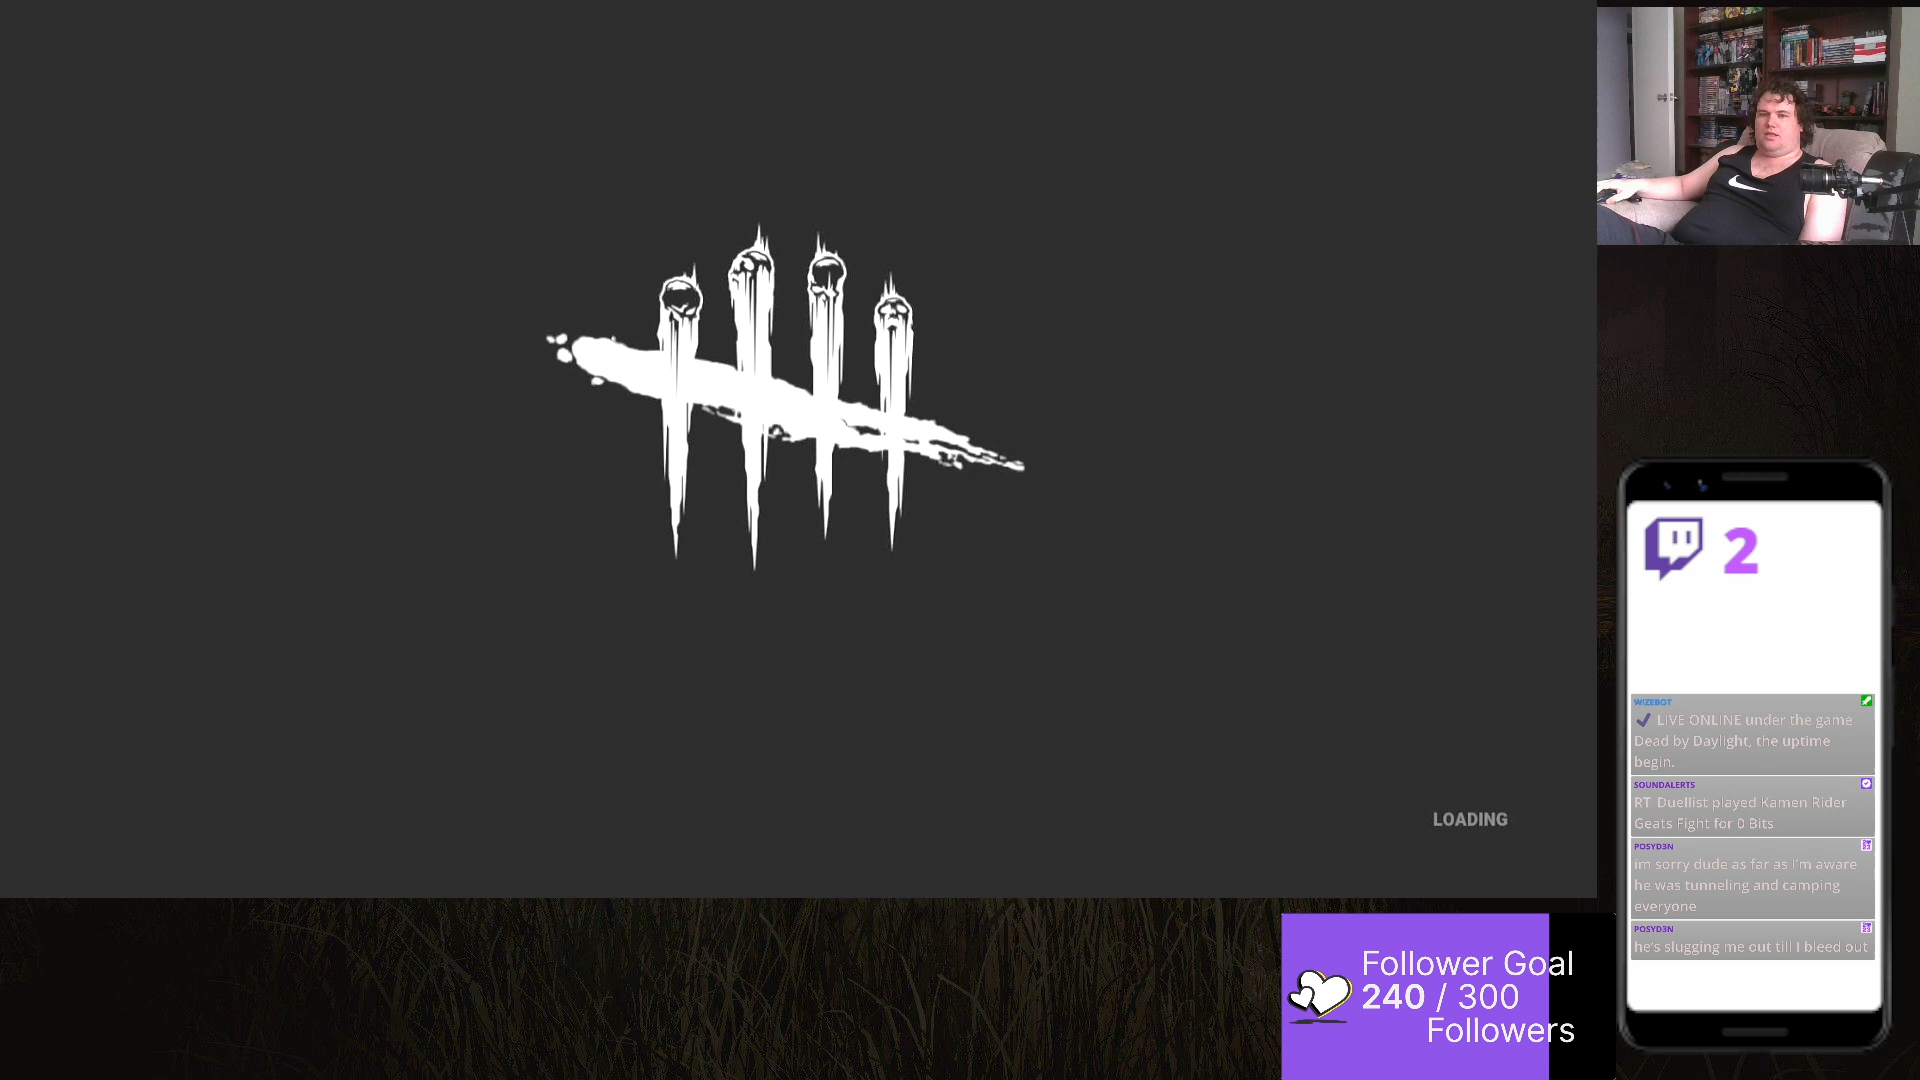 LOADING
2
WIZEBOT
LIVE ONLINE under the game
Dead by Daylight, the uptime
begin.
SOUNDALERTS
RT Duellist played Kamen Rider
Geats Fight for 0 Bits
POSYD3N
im sorry dude as far as I'm aware
he was tunneling and camping
everyone
POSYD3N
he's slugging me out till I bleed out
Follower Goal
240 / 300
Followers